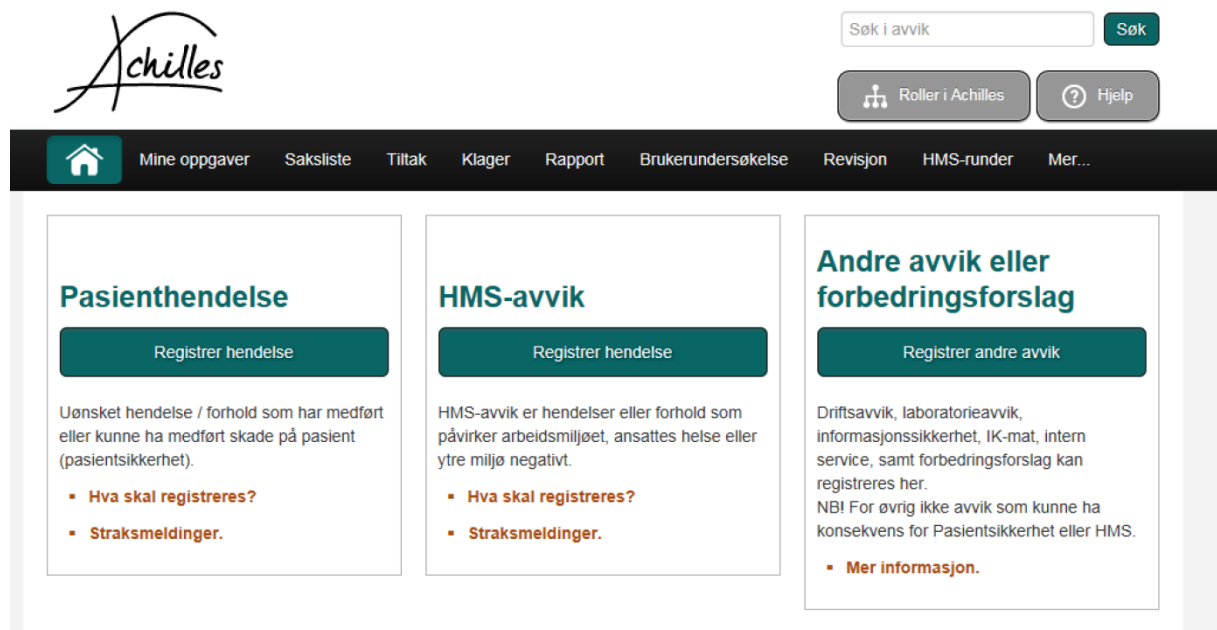 Achilles
Søk i avvik
Søk
Roller i Achilles
Hjelp
Mine oppgaver Saksliste Tiltak Klager Rapport Brukerundersøkelse Revisjon HMS-runder Mer...
Pasienthendelse
Registrer hendelse
Uønsket hendelse / forhold som har medført
eller kunne ha medført skade på pasient
(pasientsikkerhet).
Hva skal registreres?
Straksmeldinger.
HMS-avvik
Registrer hendelse
HMS-avvik er hendelser eller forhold som
påvirker arbeidsmiljøet, ansattes helse eller
ytre miljø negativt.
Hva skal registreres?
Straksmeldinger.
Andre avvik eller
forbedringsforslag
Registrer andre avvik
Driftsavvik, laboratorieavvik,
informasjonssikkerhet, IK-mat, intern
service, samt forbedringsforslag kan
registreres her.
NB! For øvrig ikke avvik som kunne ha
konsekvens for Pasientsikkerhet eller HMS.
Mer informasjon.